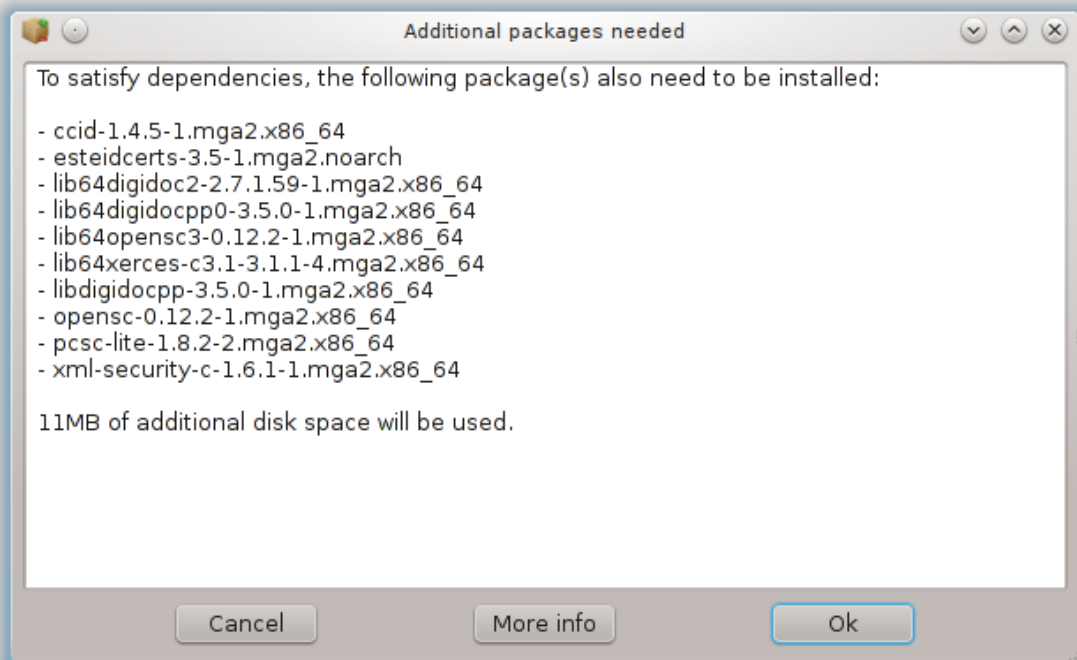 Additional packages needed
To satisfy dependencies, the following package(s) also need to be installed:
- ccid-1.4.5-1.mga2.x86_64
- esteidcerts-3.5-1.mga2.noarch
- lib64digidoc2-2.7.1.59-1.mga2.x86_64
- lib64digidocpp0-3.5.0-1.mga2.x86_64
- lib64opensc3-0.12.2-1.mga2.x86_64
- lib64xerces-c3.1-3.1.1-4.mga2.x86_64
- libdigidocpp-3.5.0-1.mga2.x86_64
- opensc-0.12.2-1.mga2.x86_64
- pcsc-lite-1.8.2-2.mga2.x86_64
- xml-security-c-1.6.1-1.mga2.x86_64
11MB of additional disk space will be used.
Cancel More info Ok